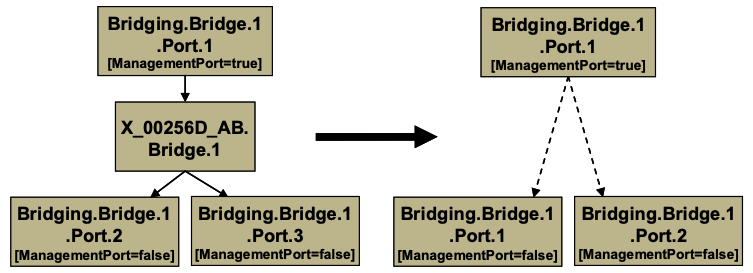 Bridging.Bridge.1
.Port.1
[ManagementPort=true]
X_00256D_AB.
Bridge.1
Bridging.Bridge.1
.Port.2
[ManagementPort=false]
Bridging.Bridge.1
.Port.3
[ManagementPort=false]
Bridging.Bridge.1
.Port.1
[ManagementPort=true]
Bridging.Bridge.1
.Port.1
[ManagementPort=false]
Bridging.Bridge.1
.Port.2
[ManagementPort=false]